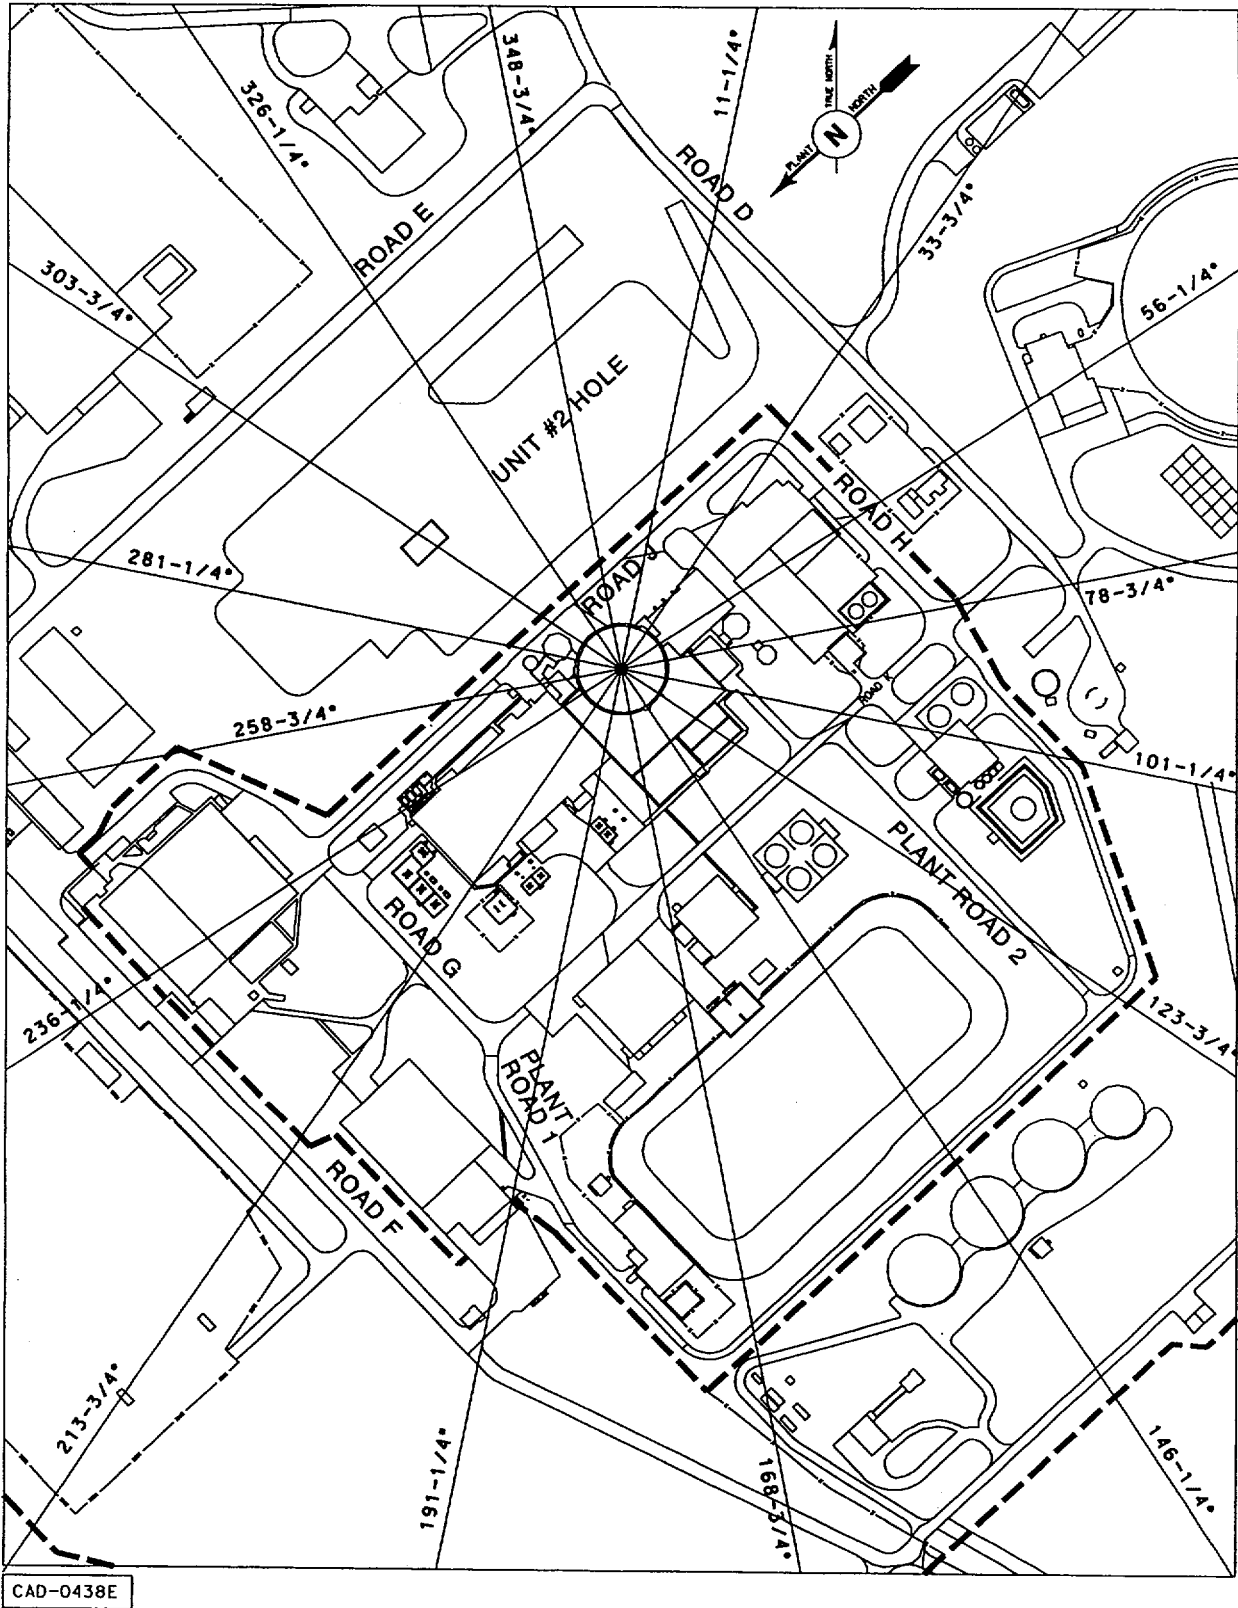 348-3/4°
11-1/4°
326-1/4°
TRUE NORTH
PLANT NORTH
N
ROAD D
ROAD E
33-3/4°
303-3/4°
56-1/4°
UNIT #2 HOLE
ROAD H
281-1/4°
ROAD J
78-3/4°
ROAD K
258-3/4°
101-1/4°
PLANT ROAD 2
ROAD G
236-1/4°
123-3/4°
PLANT
ROAD 1
ROAD F
213-3/4°
191-1/4°
168-3/4°
146-1/4°
CAD-0438E